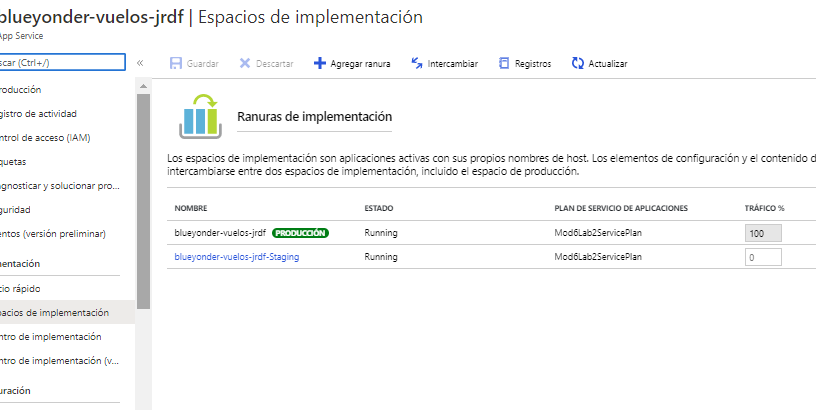 blueyonder-vuelos-jrdf | Espacios de implementación
App Service
scar (Ctrl+/)
«
Guardar
Descartar
Agregar ranura
Intercambiar
Registros
Actualizar
roducción
gistro de actividad
ntrol de acceso (IAM)
quetas
agnosticar y solucionar pro...
guridad
entos (versión preliminar)
mentación
cio rápido
pacios de implementación
ntro de implementación
ntro de implementación (v...
uración
Ranuras de implementación
Los espacios de implementación son aplicaciones activas con sus propios nombres de host. Los elementos de configuración y el contenido d
intercambiarse entre dos espacios de implementación, incluido el espacio de producción.
NOMBRE ESTADO PLAN DE SERVICIO DE APLICACIONES TRÁFICO %
blueyonder-vuelos-jrdf PRODUCCIÓN Running Mod6Lab2ServicePlan 100
blueyonder-vuelos-jrdf-Staging Running Mod6Lab2ServicePlan 0